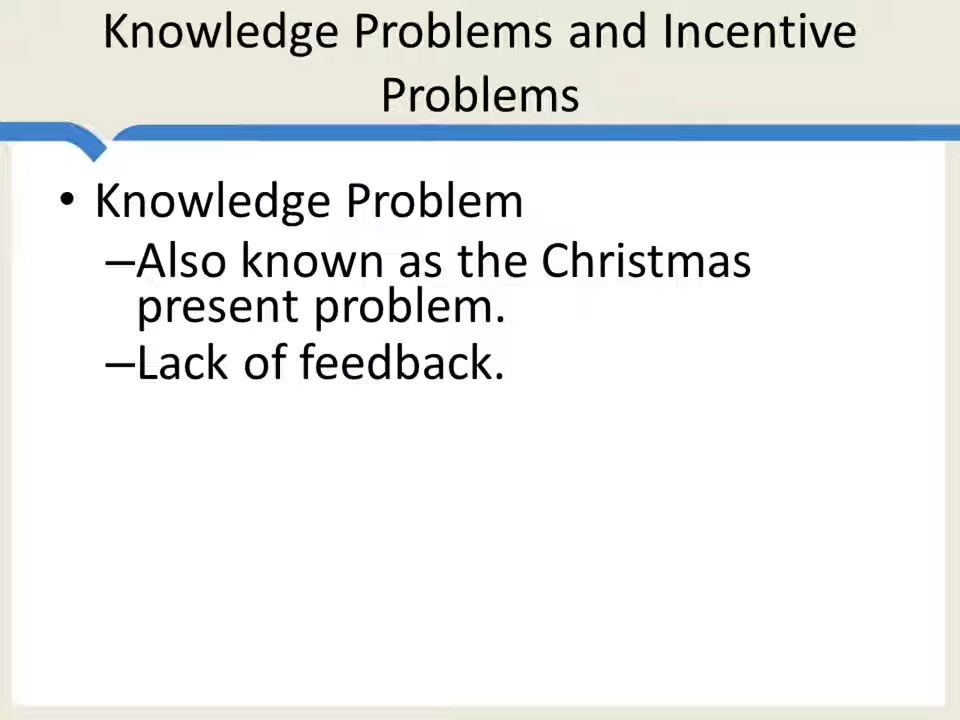 Knowledge Problems and Incentive
Problems
• Knowledge Problem
–Also known as the Christmas
present problem.
–Lack of feedback.